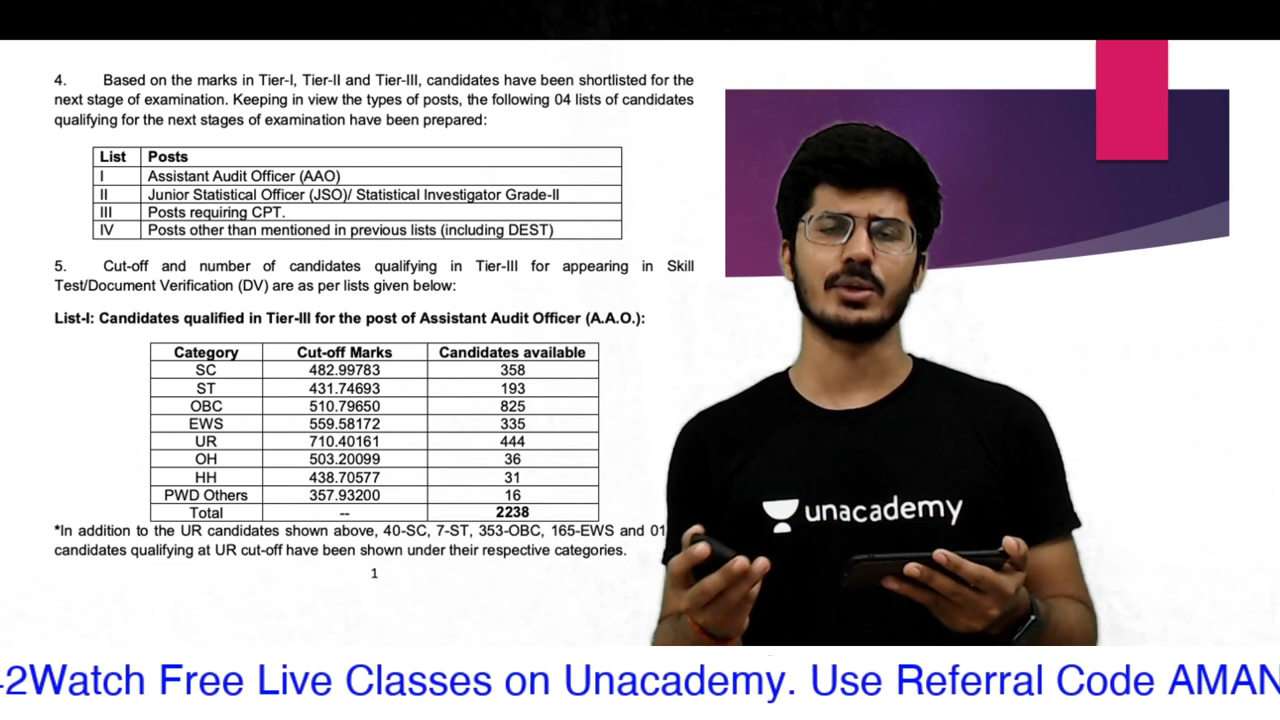 4. Based on the marks in Tier-I, Tier-II and Tier-III, candidates have been shortlisted for the
next stage of examination. Keeping in view the types of posts, the following 04 lists of candidates
qualifying for the next stages of examination have been prepared:
List Posts
I Assistant Audit Officer (AAO)
II Junior Statistical Officer (JSO)/ Statistical Investigator Grade-II
III Posts requiring CPT.
IV Posts other than mentioned in previous lists (including DEST)
5. Cut-off and number of candidates qualifying in Tier-III for appearing in Skill
Test/Document Verification (DV) are as per lists given below:
List-I: Candidates qualified in Tier-III for the post of Assistant Audit Officer (A.A.O.):
Category Cut-off Marks Candidates available
SC 482.99783 358
ST 431.74693 193
OBC 510.79650 825
EWS 559.58172 335
UR 710.40161 444
OH 503.20099 36
HH 438.70577 31
PWD Others 357.93200 16
Total -- 2238
*In addition to the UR candidates shown above, 40-SC, 7-ST, 353-OBC, 165-EWS and 01
candidates qualifying at UR cut-off have been shown under their respective categories.
1
unacademy
-2Watch Free Live Classes on Unacademy. Use Referral Code AMAN